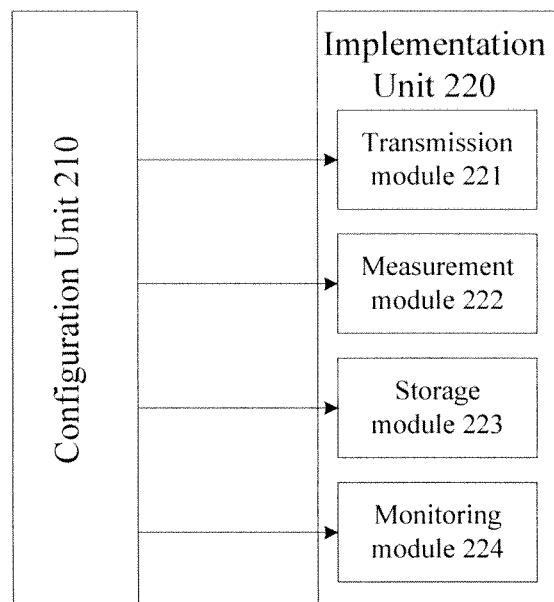 Configuration Unit 210
Implementation
Unit 220
Transmission
module 221
Measurement
module 222
Storage
module 223
Monitoring
module 224